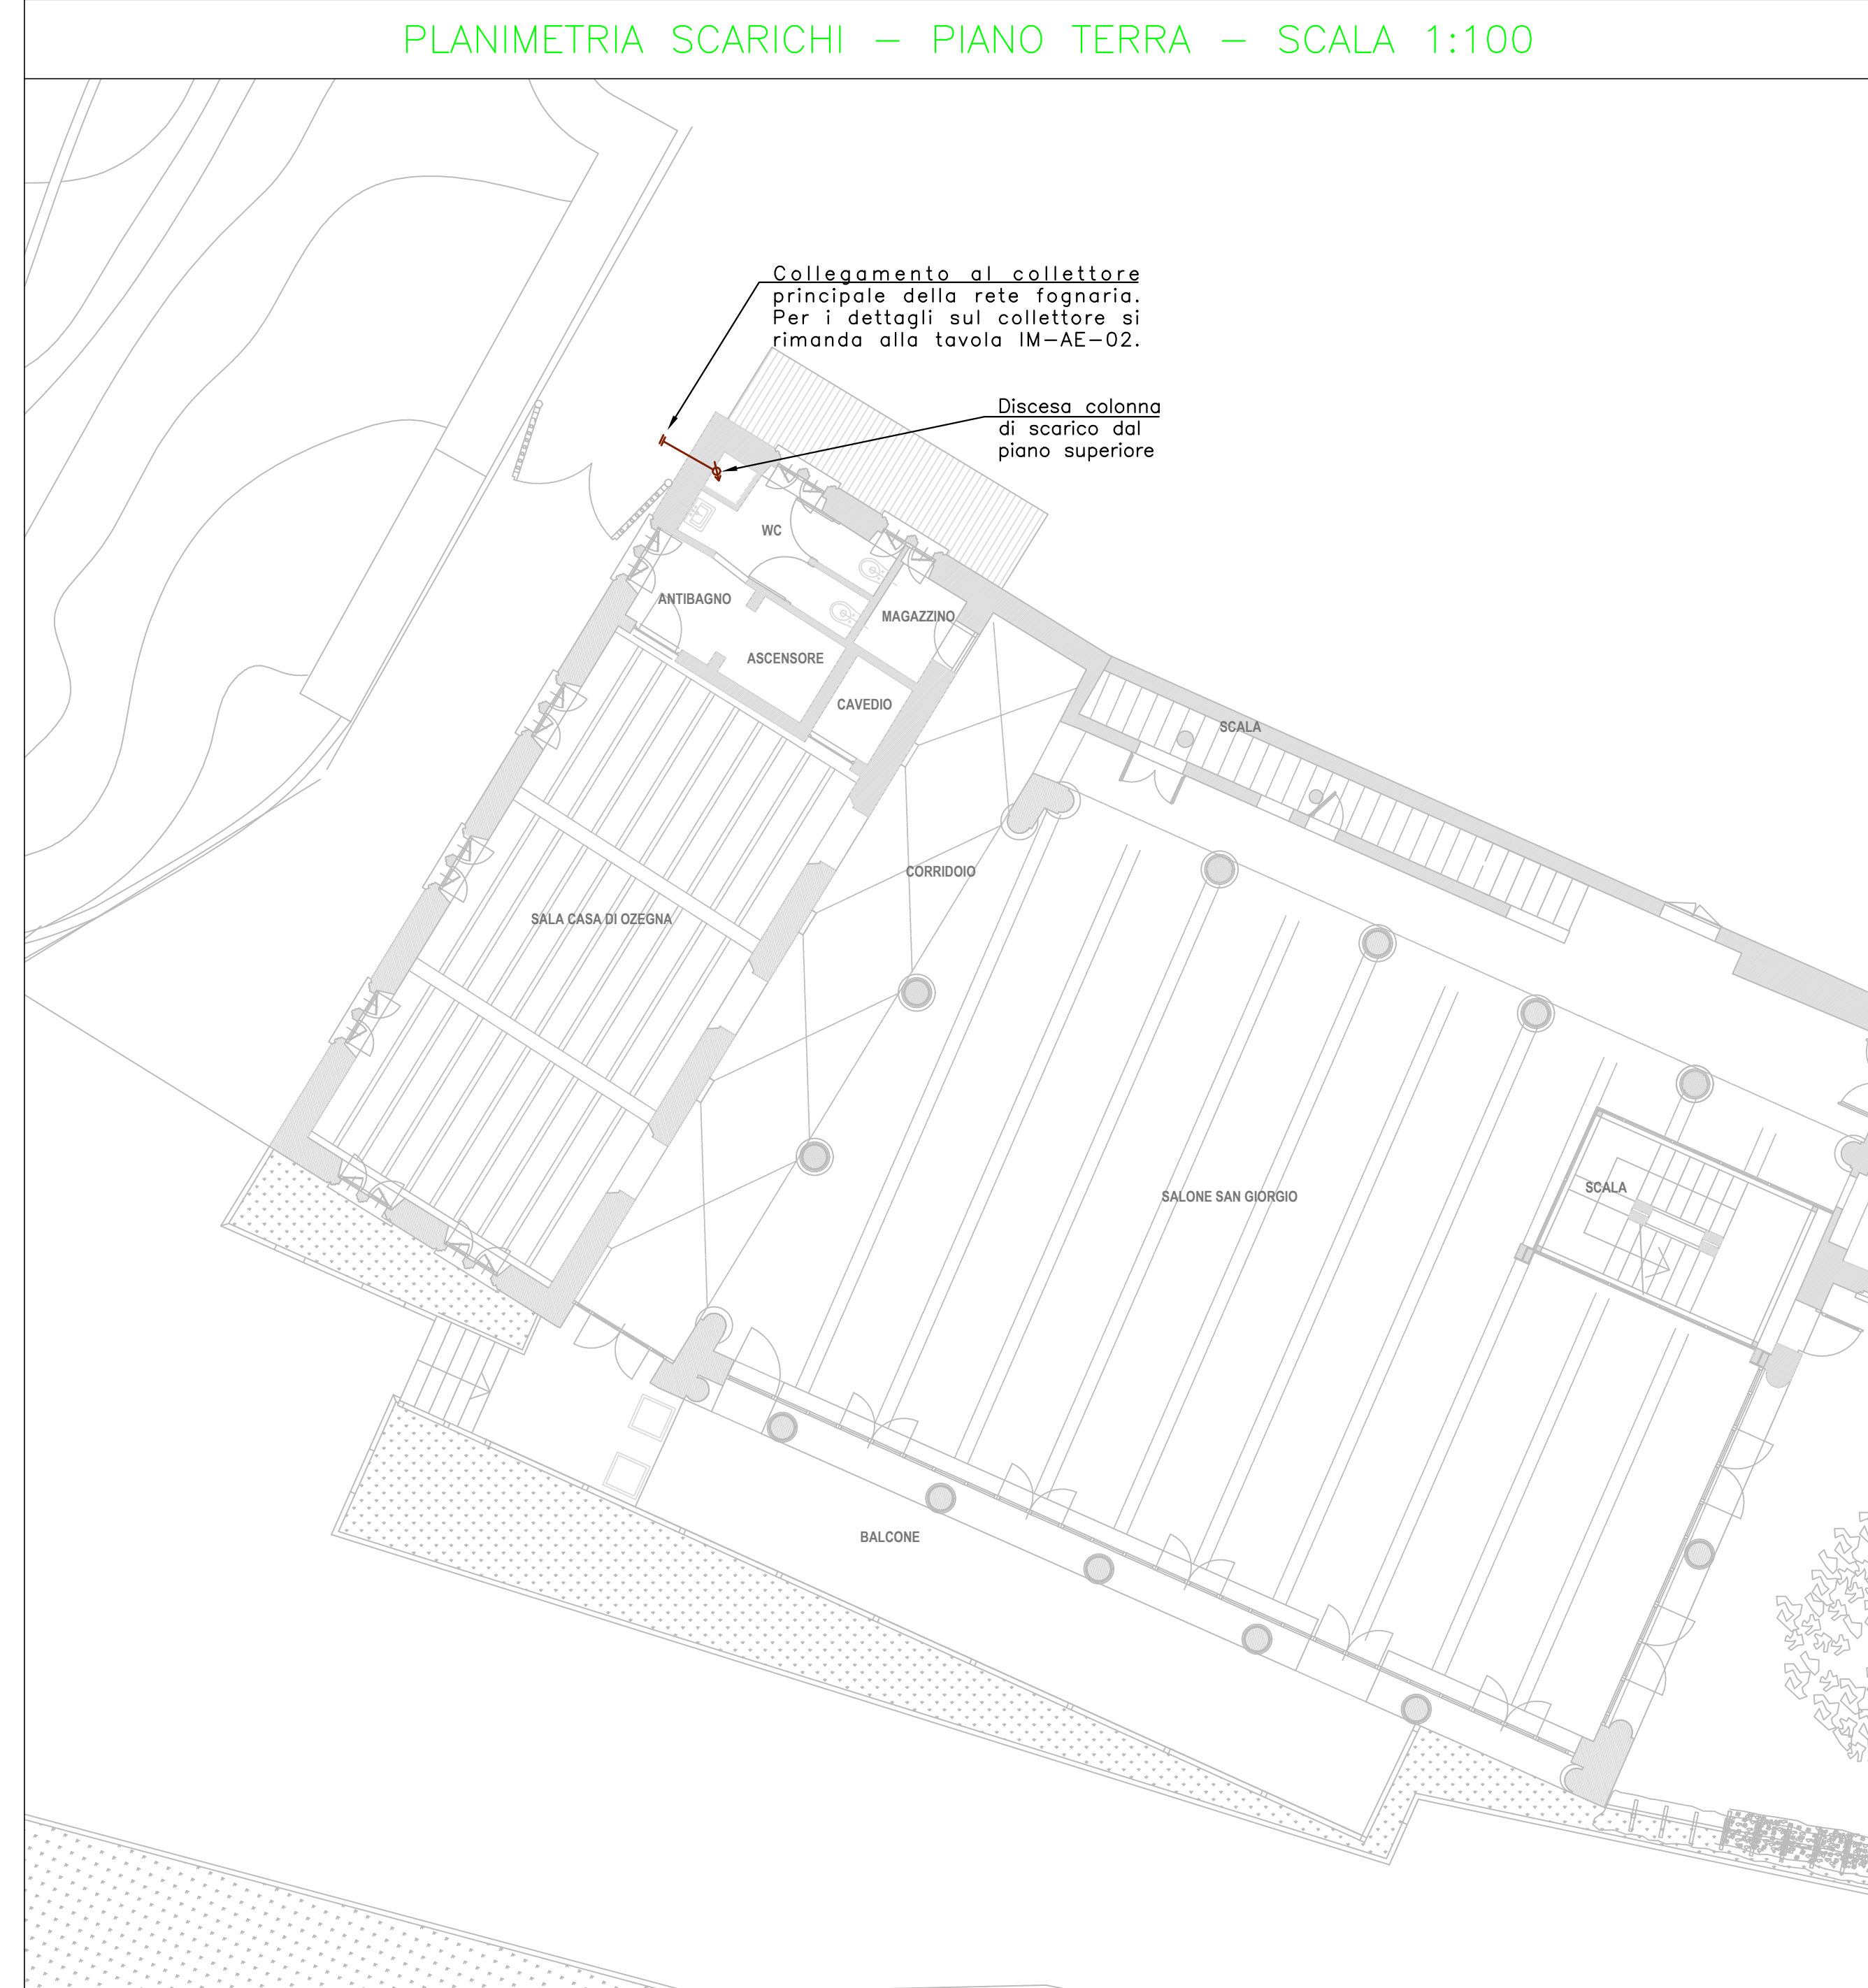 PLANIMETRIA SCARICHI – PIANO TERRA – SCALA 1:100
Collegamento al collettore
principale della rete fognaria.
Per i dettagli sul collettore si
rimanda alla tavola IM–AE–02.
Discesa colonna
di scarico dal
piano superiore
WC
ANTIBAGNO
MAGAZZINO
ASCENSORE
CAVEDIO
SCALA
CORRIDOIO
SALA CASA DI OZEGNA
SCALA
SALONE SAN GIORGIO
BALCONE